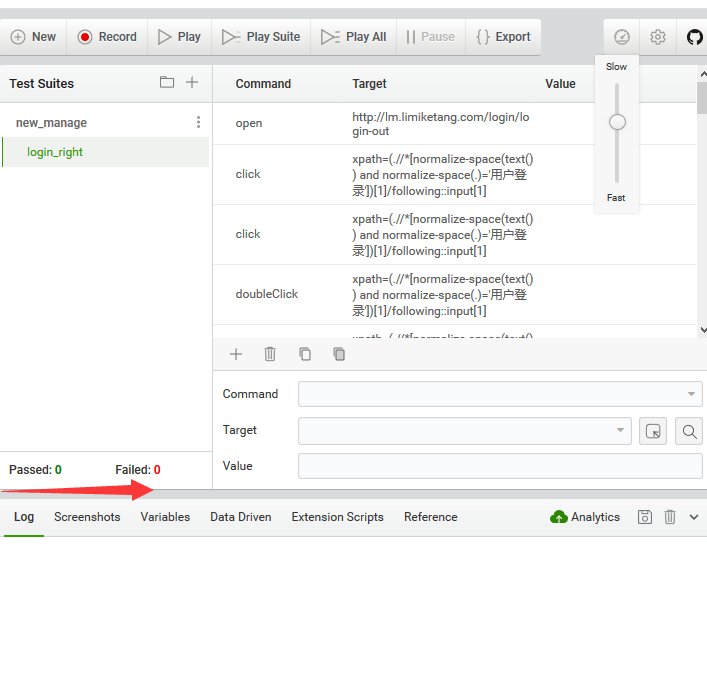 New Record Play Play Suite Play All Pause Export
Slow
Fast
Test Suites
new_manage
login_right
Command Target Value
open http://lm.limiketang.com/login/lo
gin-out
click xpath=(.//*[normalize-space(text()
) and normalize-space(.)='用户登
录'])[1]/following::input[1]
click xpath=(.//*[normalize-space(text()
) and normalize-space(.)='用户登
录'])[1]/following::input[1]
doubleClick xpath=(.//*[normalize-space(text()
) and normalize-space(.)='用户登
录'])[1]/following::input[1]
Command
Target
Value
Passed: 0 Failed: 0
Log Screenshots Variables Data Driven Extension Scripts Reference Analytics